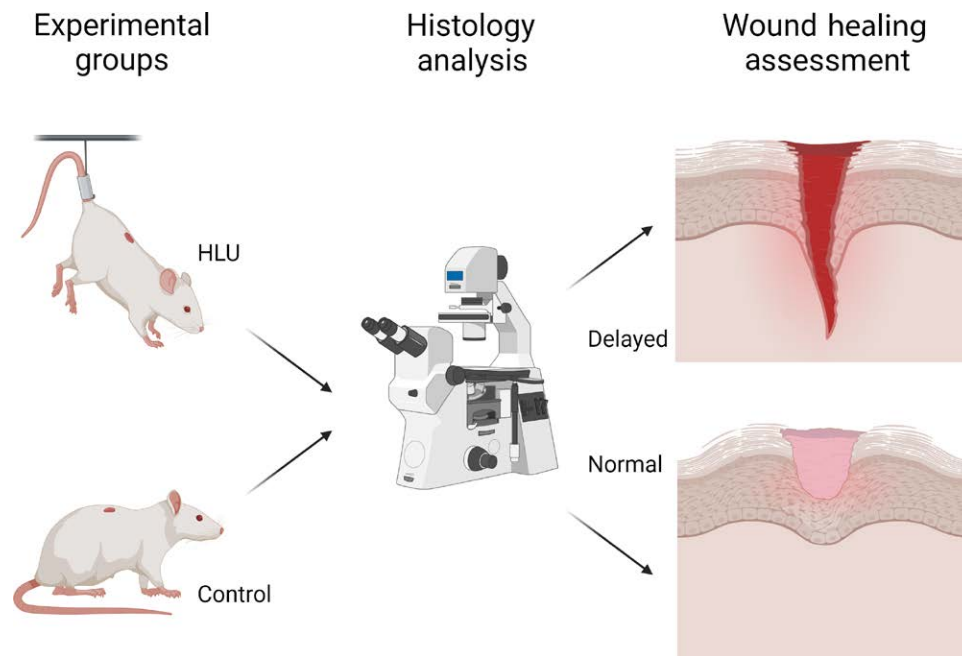 Experimental
groups
Histology
analysis
Wound healing
assessment
HLU
Delayed
Normal
Control